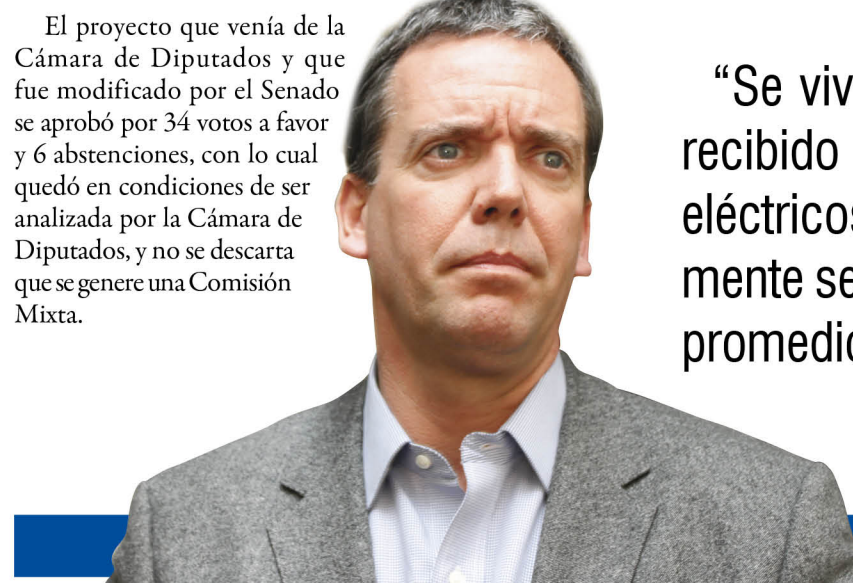 El proyecto que venía de la
Cámara de Diputados y que
fue modificado por el Senado
se aprobó por 34 votos a favor
y 6 abstenciones, con lo cual
quedó en condiciones de ser
analizada por la Cámara de
Diputados, y no se descarta
que se genere una Comisión
Mixta.
“Se viv
recibido
eléctricos
mente se
promedio